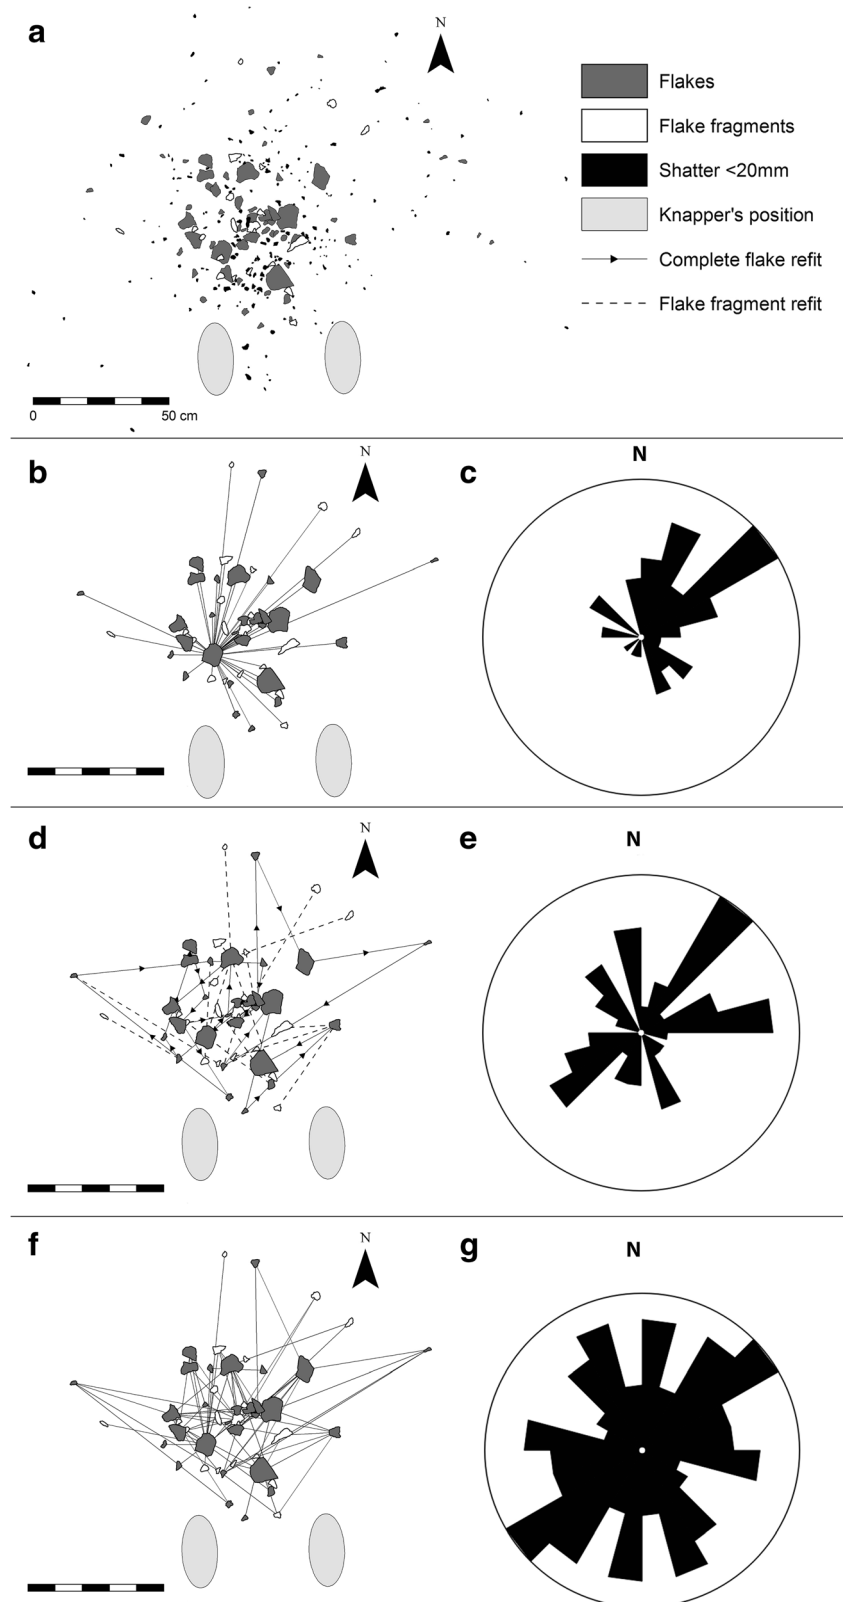 a
N
Flakes
Flake fragments
Shatter <20mm
Knapper's position
Complete flake refit
Flake fragment refit
0 50 cm
b
N
c
N
d
N
e
N
f
N
g
N